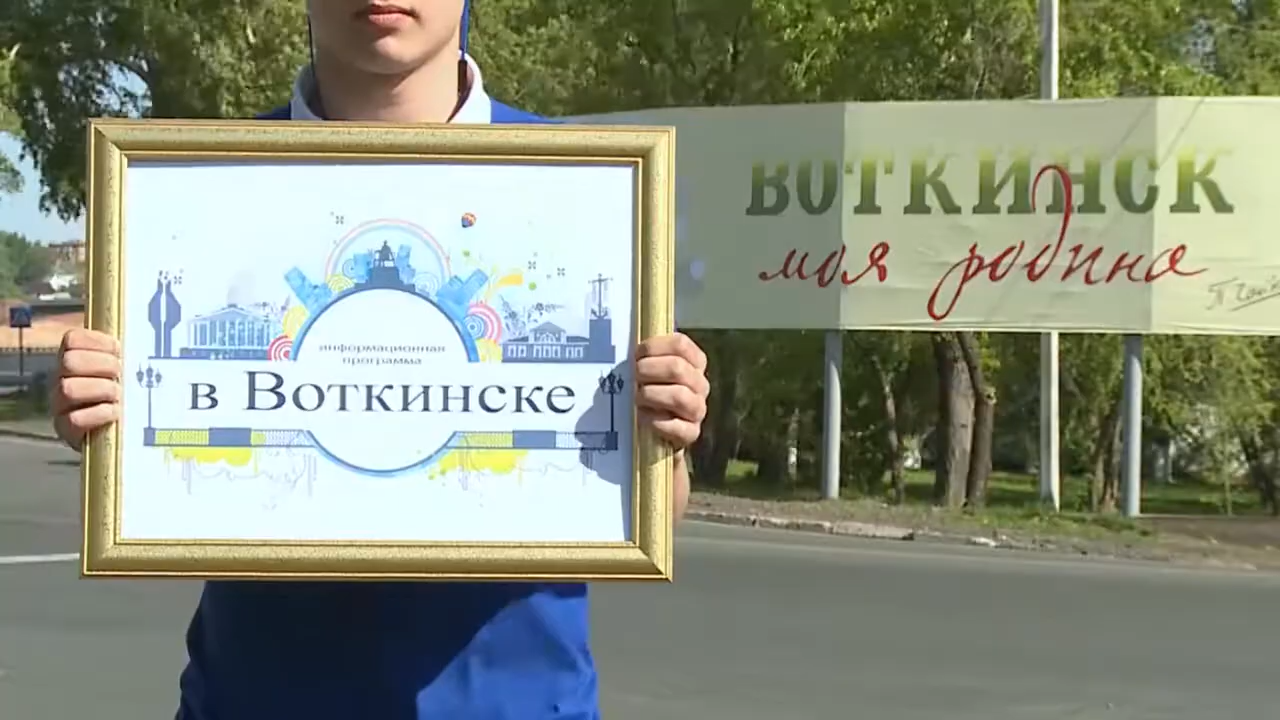 информационная
программа
в Воткинске
ВОТКИНСК
моя родина